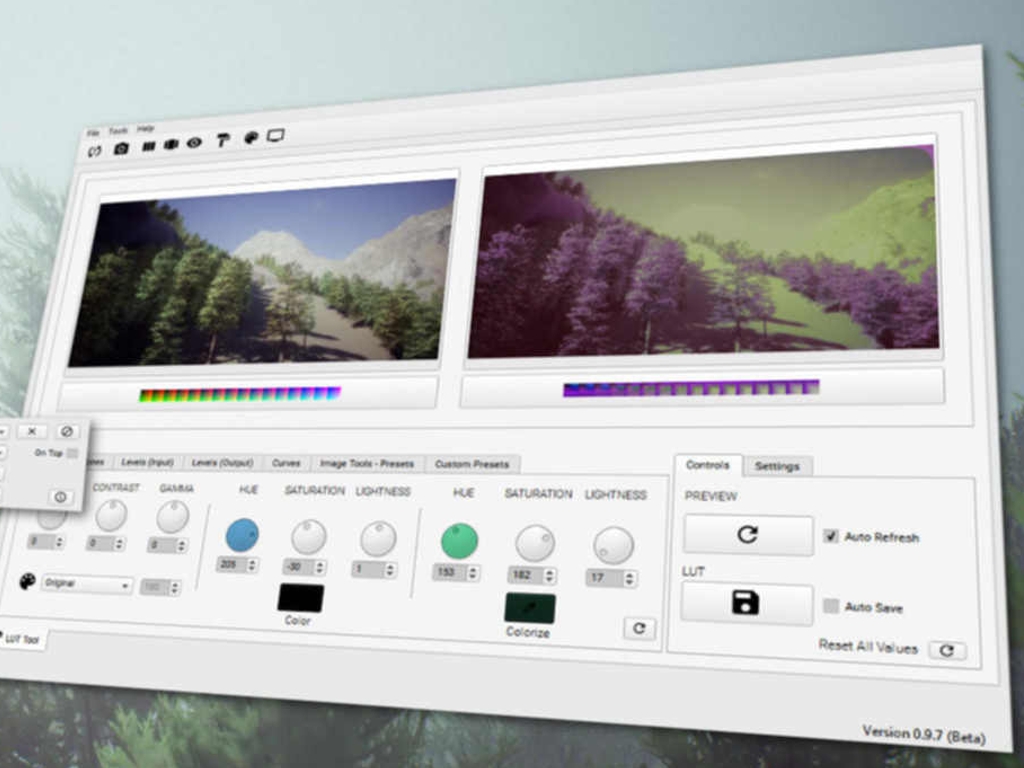 File Tools Help
On Top
Levels (Input) Levels (Output) Curves Image Tools - Presets Custom Presets
CONTRAST GAMMA HUE SATURATION LIGHTNESS HUE SATURATION LIGHTNESS
0 0 205 -30 1 153 182 17
Original
Color
Colorize
Controls Settings
PREVIEW
Auto Refresh
LUT
Auto Save
Reset All Values
LUT Tool
Version 0.9.7 (Beta)